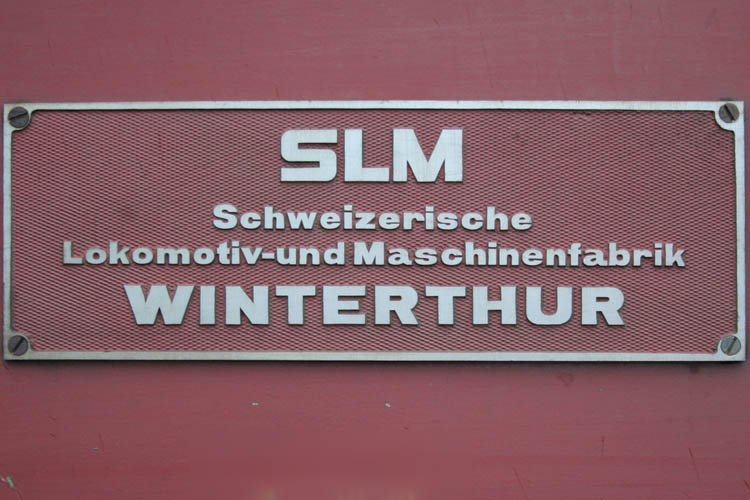 SLM
Schweizerische
Lokomotiv-und Maschinenfabrik
WINTERTHUR